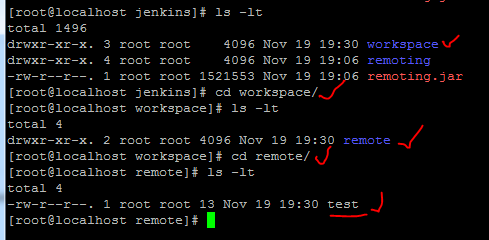 [root@localhost jenkins]# ls -lt
total 1496
drwxr-xr-x. 3 root root    4096 Nov 19 19:30 workspace
drwxr-xr-x. 4 root root    4096 Nov 19 19:06 remoting
-rw-r--r--. 1 root root 1521553 Nov 19 19:06 remoting.jar
[root@localhost jenkins]# cd workspace/
[root@localhost workspace]# ls -lt
total 4
drwxr-xr-x. 2 root root 4096 Nov 19 19:30 remote
[root@localhost workspace]# cd remote/
[root@localhost remote]# ls -lt
total 4
-rw-r--r--. 1 root root 13 Nov 19 19:30 test
[root@localhost remote]#